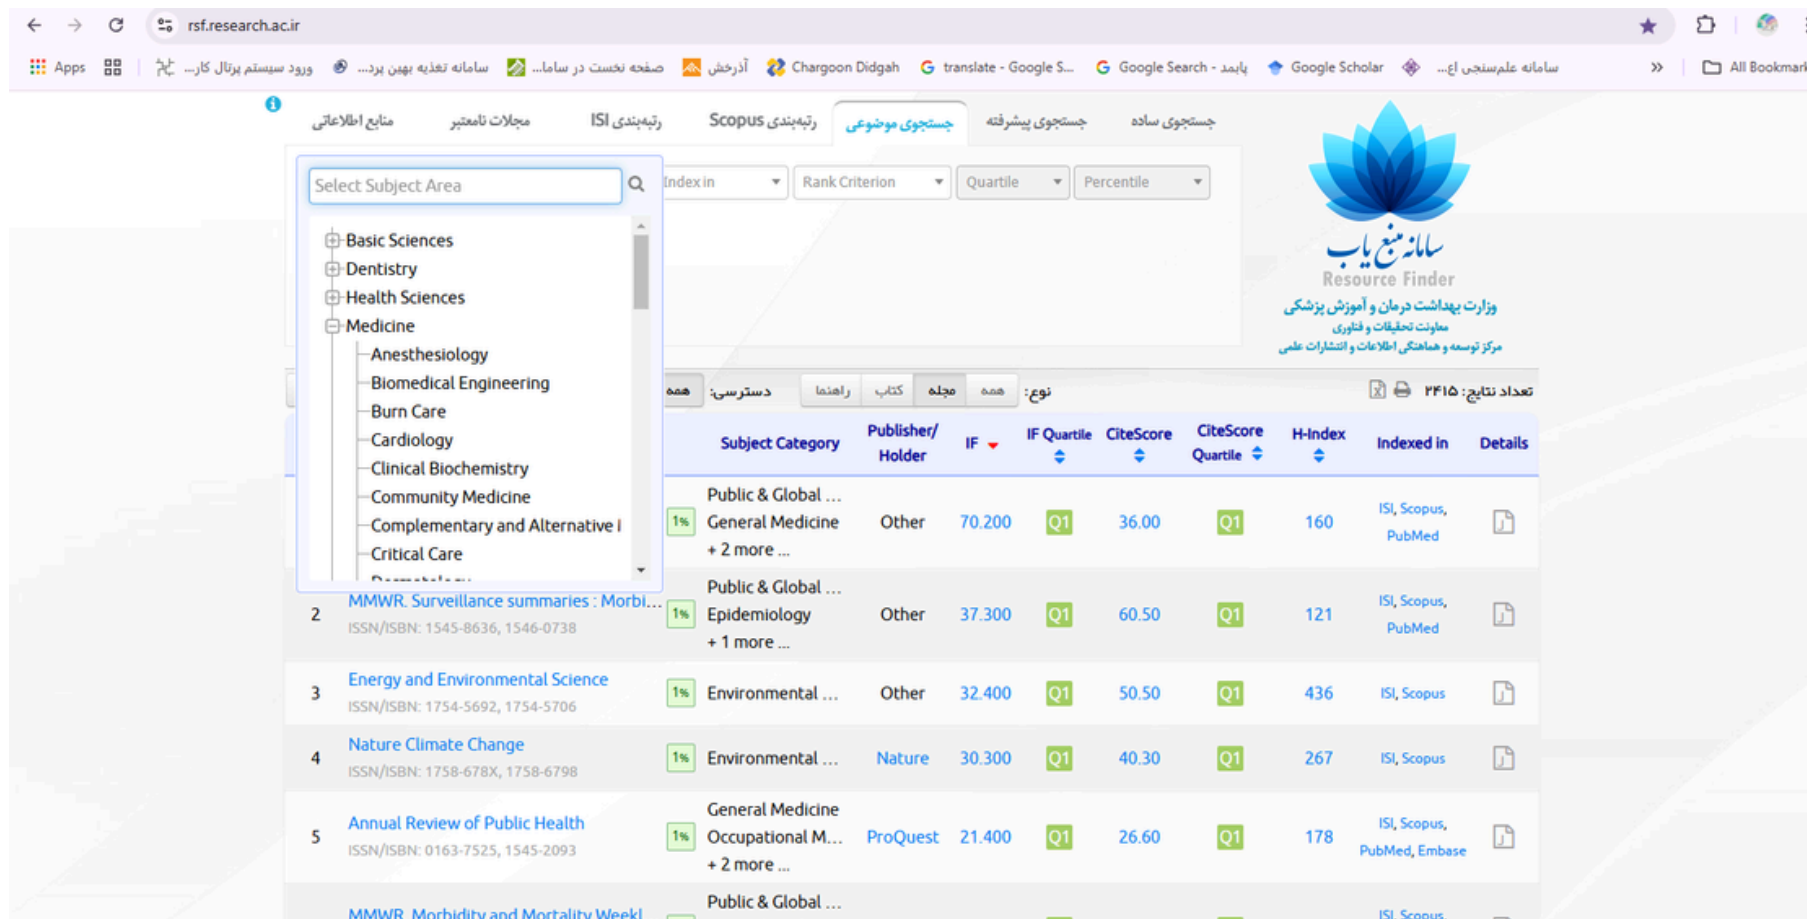 rsf.research.ac.ir
Apps
ورود سیستم پرتال کار...
سامانه تغذیه بهین پرد...
صفحه نخست در ساما...
آذرخش
Chargoon Didgah
translate - Google S...
Google Search - پابمد
Google Scholar
سامانه علم‌سنجی اع...
»
All Bookmark
جستجوی ساده
جستجوی پیشرفته
جستجوی موضوعی
رتبه‌بندی Scopus
رتبه‌بندی ISI
مجلات نامعتبر
منابع اطلاعاتی
Select Subject Area
Index in
Rank Criterion
Quartile
Percentile
Basic Sciences
Dentistry
Health Sciences
Medicine
Anesthesiology
Biomedical Engineering
Burn Care
Cardiology
Clinical Biochemistry
Community Medicine
Complementary and Alternative
Critical Care
سامانه منبع یاب
Resource Finder
وزارت بهداشت درمان و آموزش پزشکی
معاونت تحقیقات و فناوری
مرکز توسعه و هماهنگی اطلاعات و انتشارات علمی
تعداد نتایج: ۲۴۱۵
نوع: همه مجله کتاب راهنما
دسترسی: همه
Subject Category Publisher/ Holder IF IF Quartile CiteScore CiteScore Quartile H-Index Indexed in Details
Public & Global ...
1% General Medicine Other 70.200 Q1 36.00 Q1 160 ISI, Scopus, PubMed
+ 2 more ...
2 MMWR. Surveillance summaries : Morbi...
ISSN/ISBN: 1545-8636, 1546-0738
Public & Global ...
1% Epidemiology Other 37.300 Q1 60.50 Q1 121 ISI, Scopus, PubMed
+ 1 more ...
3 Energy and Environmental Science
ISSN/ISBN: 1754-5692, 1754-5706
1% Environmental ... Other 32.400 Q1 50.50 Q1 436 ISI, Scopus
4 Nature Climate Change
ISSN/ISBN: 1758-678X, 1758-6798
1% Environmental ... Nature 30.300 Q1 40.30 Q1 267 ISI, Scopus
5 Annual Review of Public Health
ISSN/ISBN: 0163-7525, 1545-2093
General Medicine
1% Occupational M... ProQuest 21.400 Q1 26.60 Q1 178 ISI, Scopus, PubMed, Embase
+ 2 more ...
MMWR. Morbidity and Mortality Weekl
Public & Global ...
ISI, Scopus,